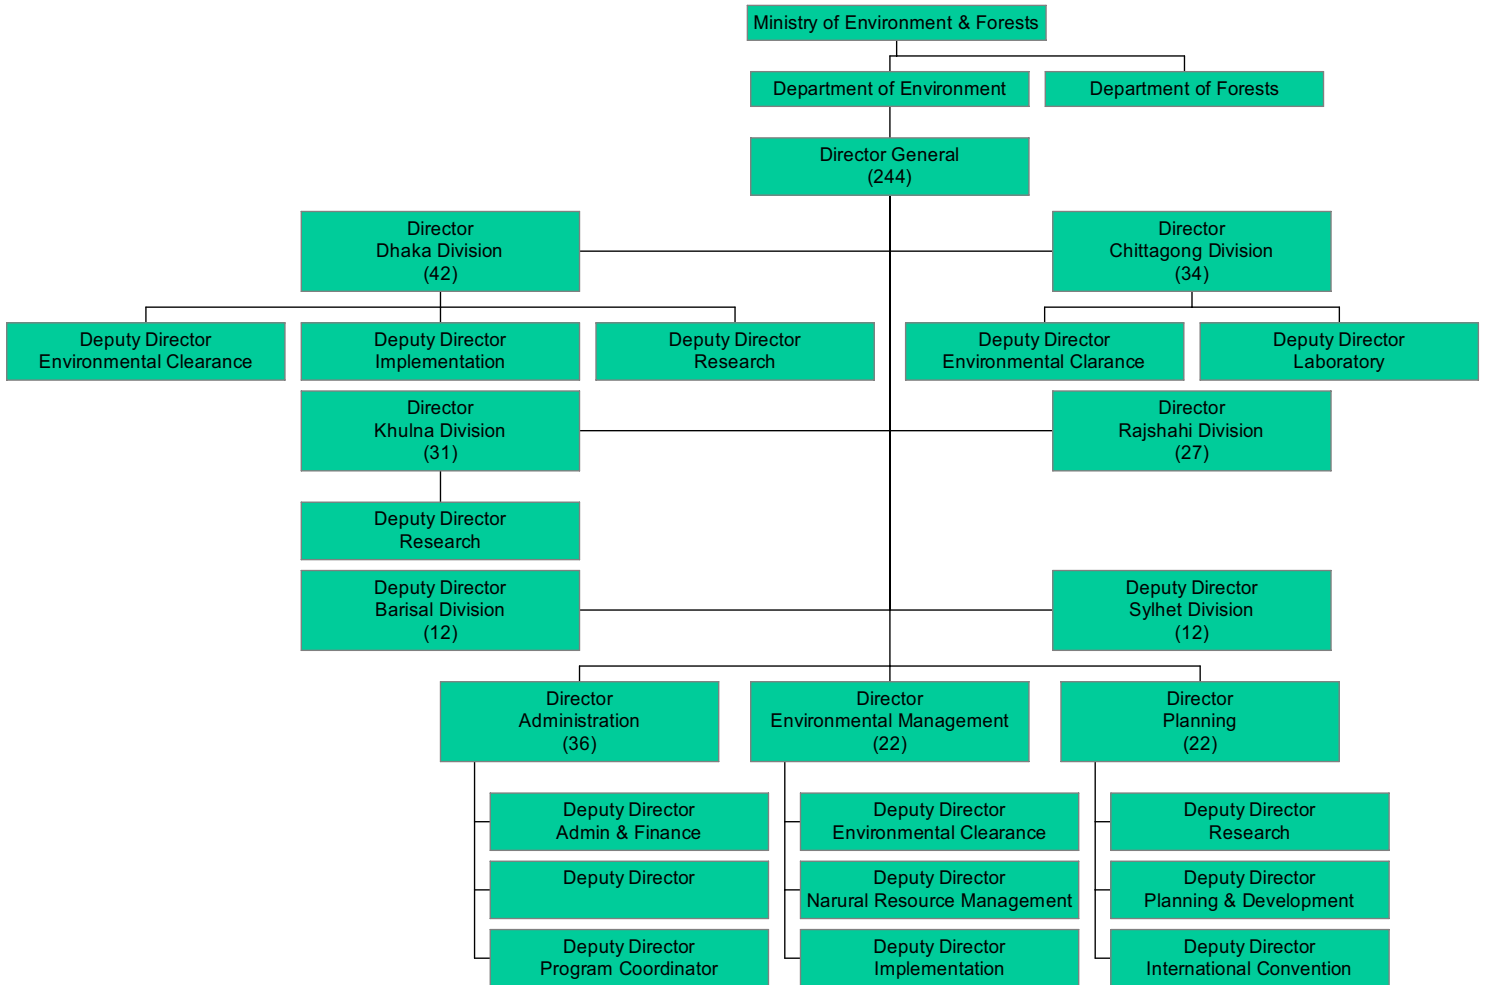 Ministry of Environment & Forests
Department of Environment
Department of Forests
Director General
(244)
Director
Dhaka Division
(42)
Director
Chittagong Division
(34)
Deputy Director
Environmental Clearance
Deputy Director
Implementation
Deputy Director
Research
Deputy Director
Environmental Clarance
Deputy Director
Laboratory
Director
Khulna Division
(31)
Director
Rajshahi Division
(27)
Deputy Director
Research
Deputy Director
Barisal Division
(12)
Deputy Director
Sylhet Division
(12)
Director
Administration
(36)
Director
Environmental Management
(22)
Director
Planning
(22)
Deputy Director
Admin & Finance
Deputy Director
Environmental Clearance
Deputy Director
Research
Deputy Director
Deputy Director
Narural Resource Management
Deputy Director
Planning & Development
Deputy Director
Program Coordinator
Deputy Director
Implementation
Deputy Director
International Convention